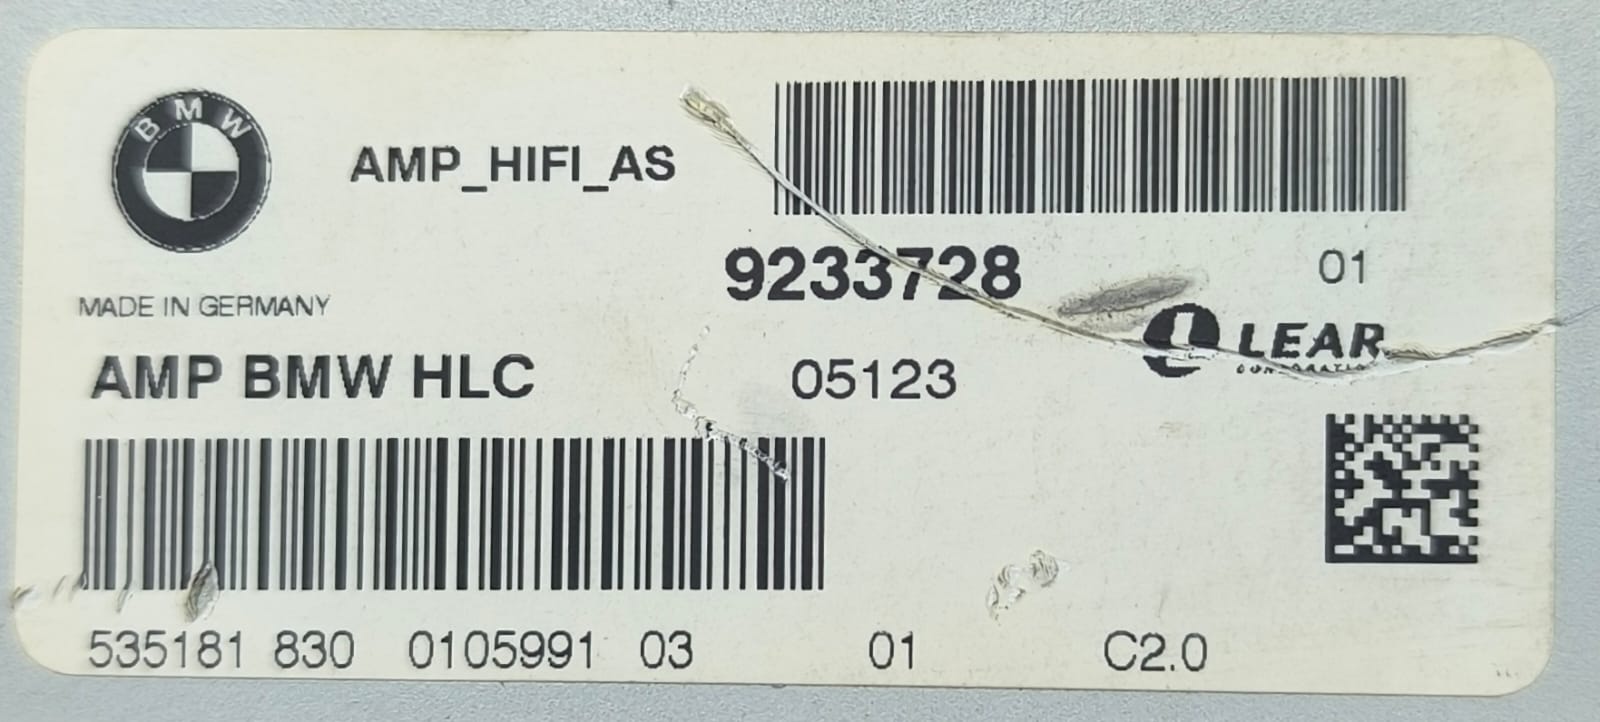 BMW
AMP_HIFI_AS
9233728 01
MADE IN GERMANY
LEAR
CORPORATION
AMP BMW HLC 05123
535181 830 0105991 03 01 C2.0